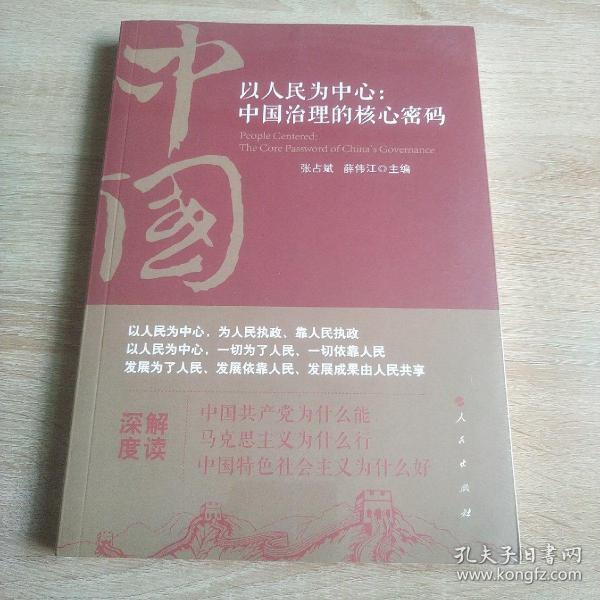 中国
以人民为中心：
中国治理的核心密码
People Centered:
The Core Password of China's Governance
张占斌 薛伟江◎主编
以人民为中心，为人民执政、靠人民执政
以人民为中心，一切为了人民、一切依靠人民
发展为了人民、发展依靠人民、发展成果由人民共享
深度解读
中国共产党为什么能
马克思主义为什么行
中国特色社会主义为什么好
人民出版社
孔夫子旧书网
www.kongfz.com